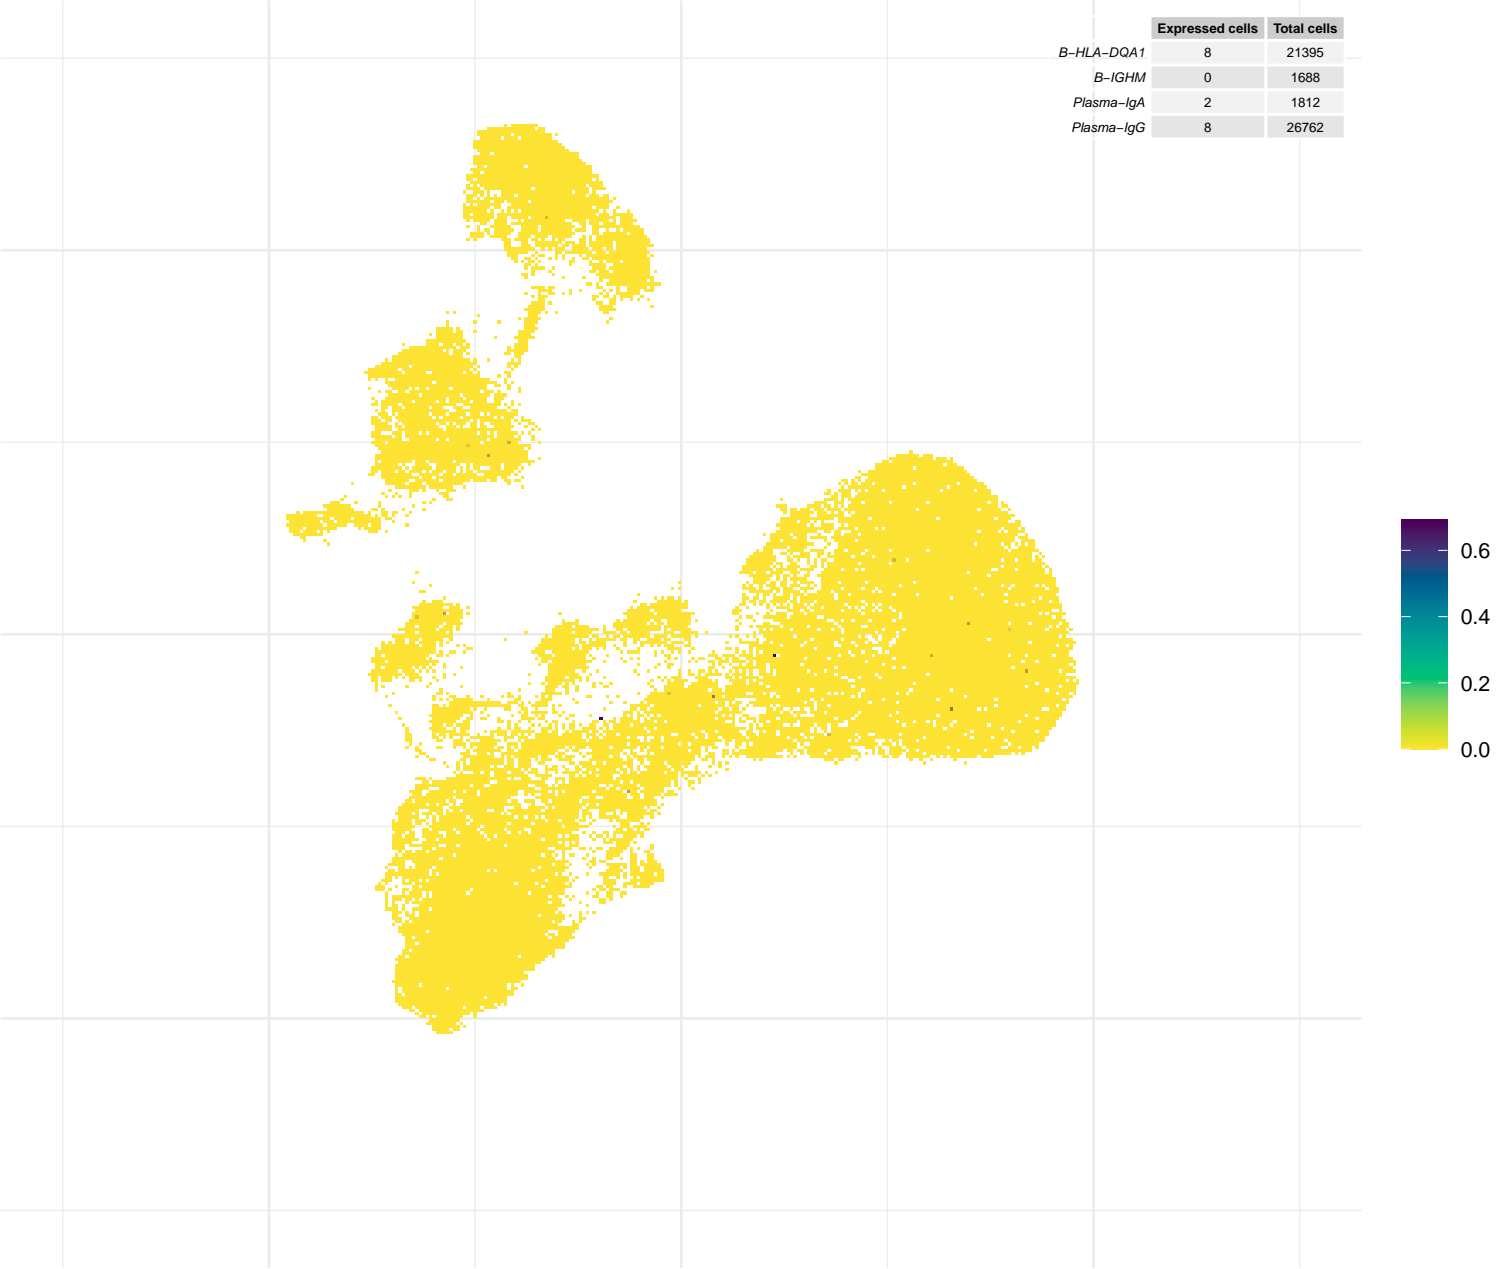 Expressed cells Total cells
B−HLA−DQA1 8 21395
B−IGHM 0 1688
Plasma−IgA 2 1812
Plasma−IgG 8 26762
0.6
0.4
0.2
0.0